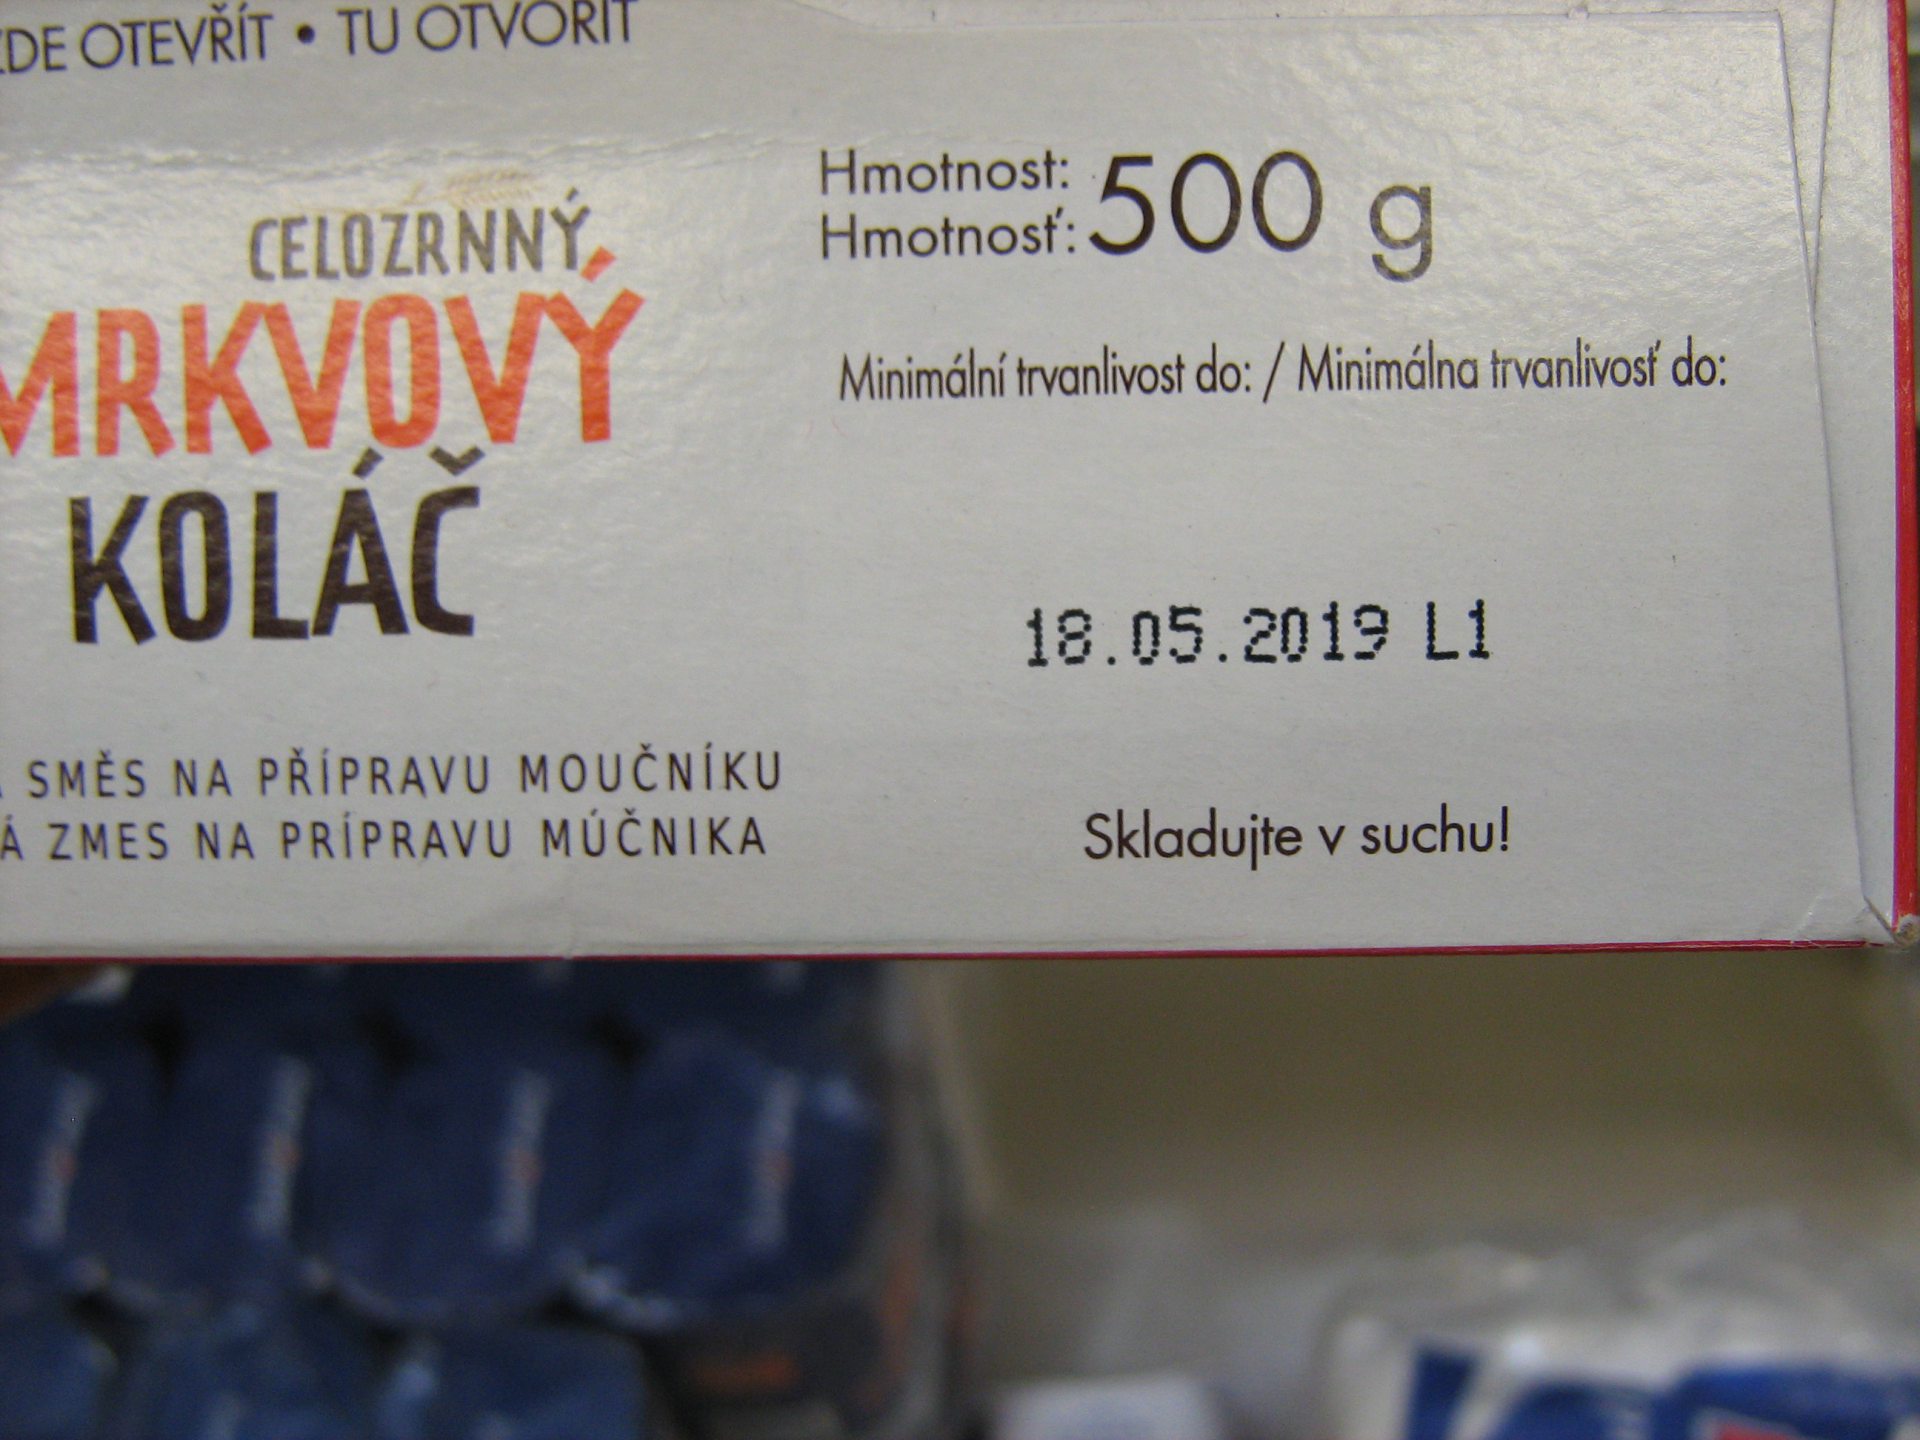 ZDE OTEVŘÍT • TU OTVORIŤ
CELOZRNNÝ
MRKVOVÝ
KOLÁČ
SMĚS NA PŘÍPRAVU MOUČNÍKU
ZMES NA PRÍPRAVU MÚČNIKA
Hmotnost:
Hmotnosť: 500 g
Minimální trvanlivost do: / Minimálna trvanlivosť do:
18.05.2019 L1
Skladujte v suchu!